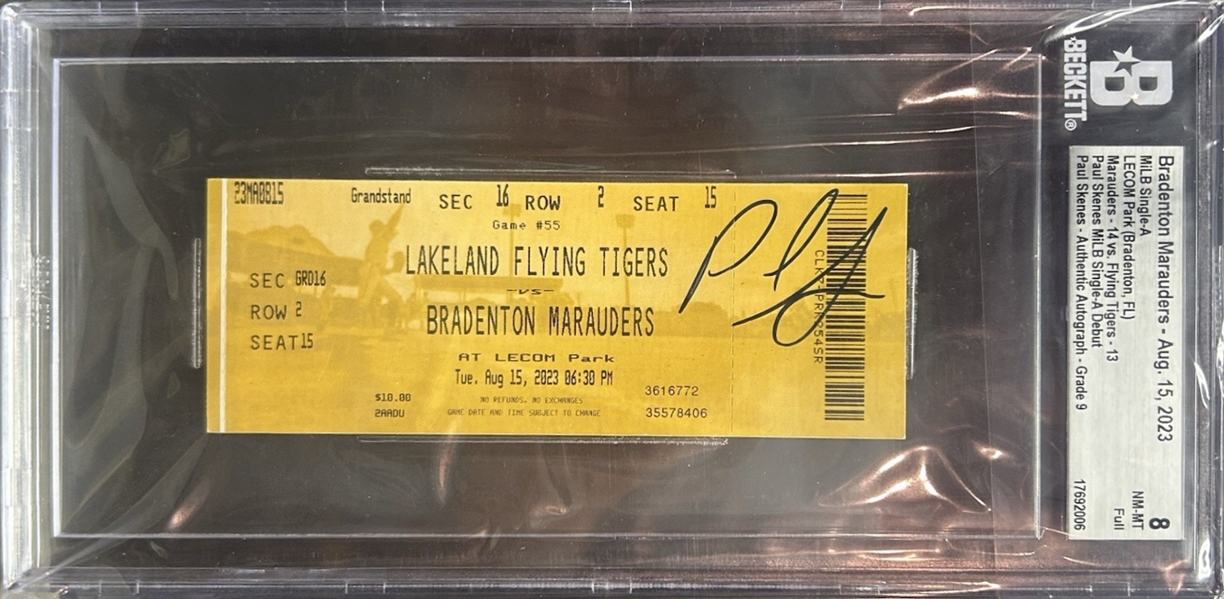 23MA0815
Grandstand SEC 16 ROW 2 SEAT 15
Game #55
LAKELAND FLYING TIGERS
-vs-
BRADENTON MARAUDERS
AT LECOM Park
Tue. Aug 15, 2023 06:30 PM
SEC GRD16
ROW 2
SEAT 15
$10.00
2AADU
NO REFUNDS, NO EXCHANGES
GAME DATE AND TIME SUBJECT TO CHANGE
3616772
35578406
B
BECKETT®
Bradenton Marauders - Aug. 15, 2023
MiLB Single-A
LECOM Park (Bradenton, FL)
Marauders - 14 vs. Flying Tigers - 13
Paul Skenes MiLB Single-A Debut
Paul Skenes - Authentic Autograph - Grade 9
8
NM-MT
Full
17692006